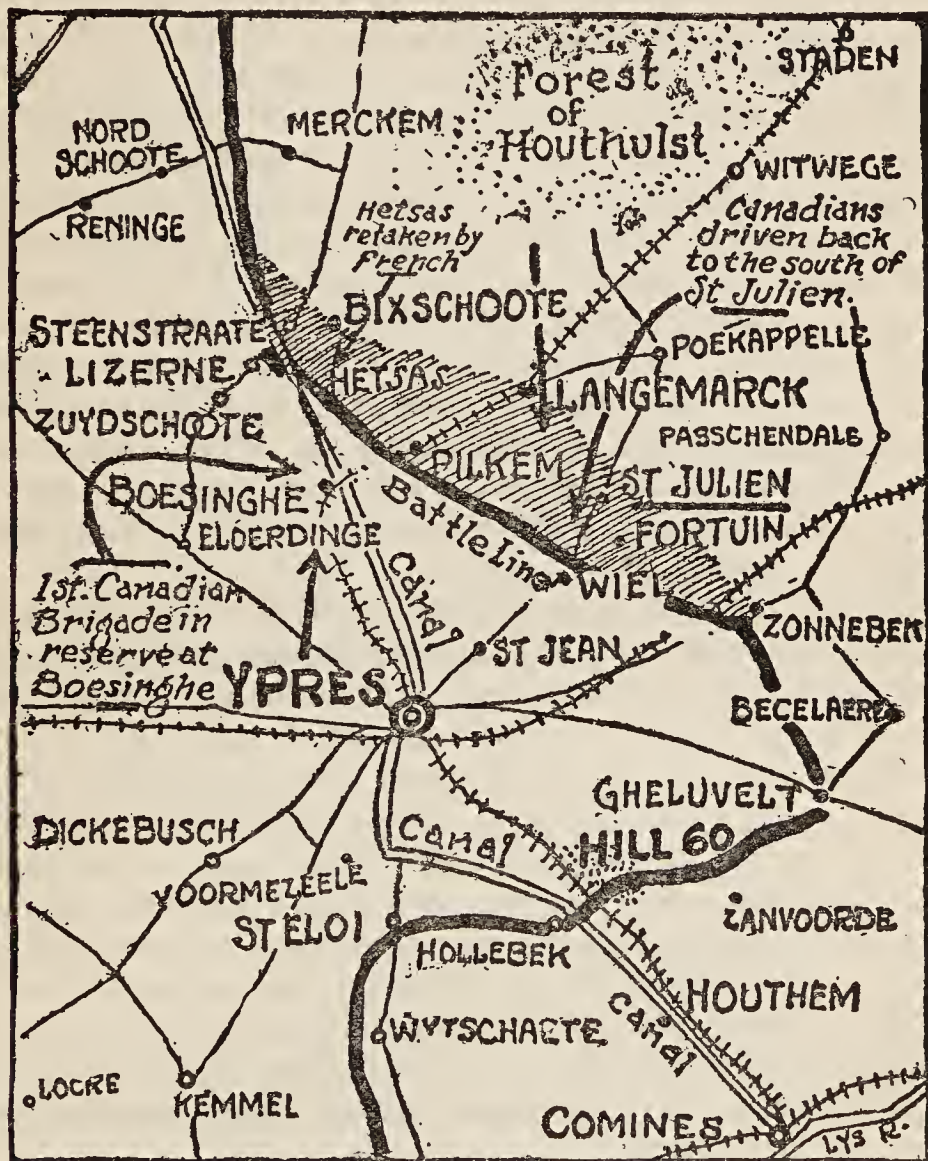 STADEN
Forest
of
Houthulst
NORD
SCHOOTE
MERCKEM
WITWEGE
RENINGE
Hetsas
retaken by
French
Canadians
driven back
to the south of
St Julien.
BIXSCHOOTE
STEENSTRAATE
POEKAPPELLE
LIZERNE
HETSAS
LANGEMARCK
ZUYDSCHOOTE
PASSCHENDALE
PILKEM
ST JULIEN
BOESINGHE
FORTUIN
ELOERDINGE
Battle Line
Canal
WIEL
1st. Canadian
Brigade in
reserve at
Boesinghe
ZONNEBEK
ST JEAN
YPRES
BECELAERE
GHELUVELT
DICKEBUSCH
Canal
HILL 60
VOORMEZEELE
ST ELOI
ZANVOORDE
HOLLEBEK
HOUTHEM
WYTSCHAETE
Canal
LOCRE
KEMMEL
COMINES
LYS R.